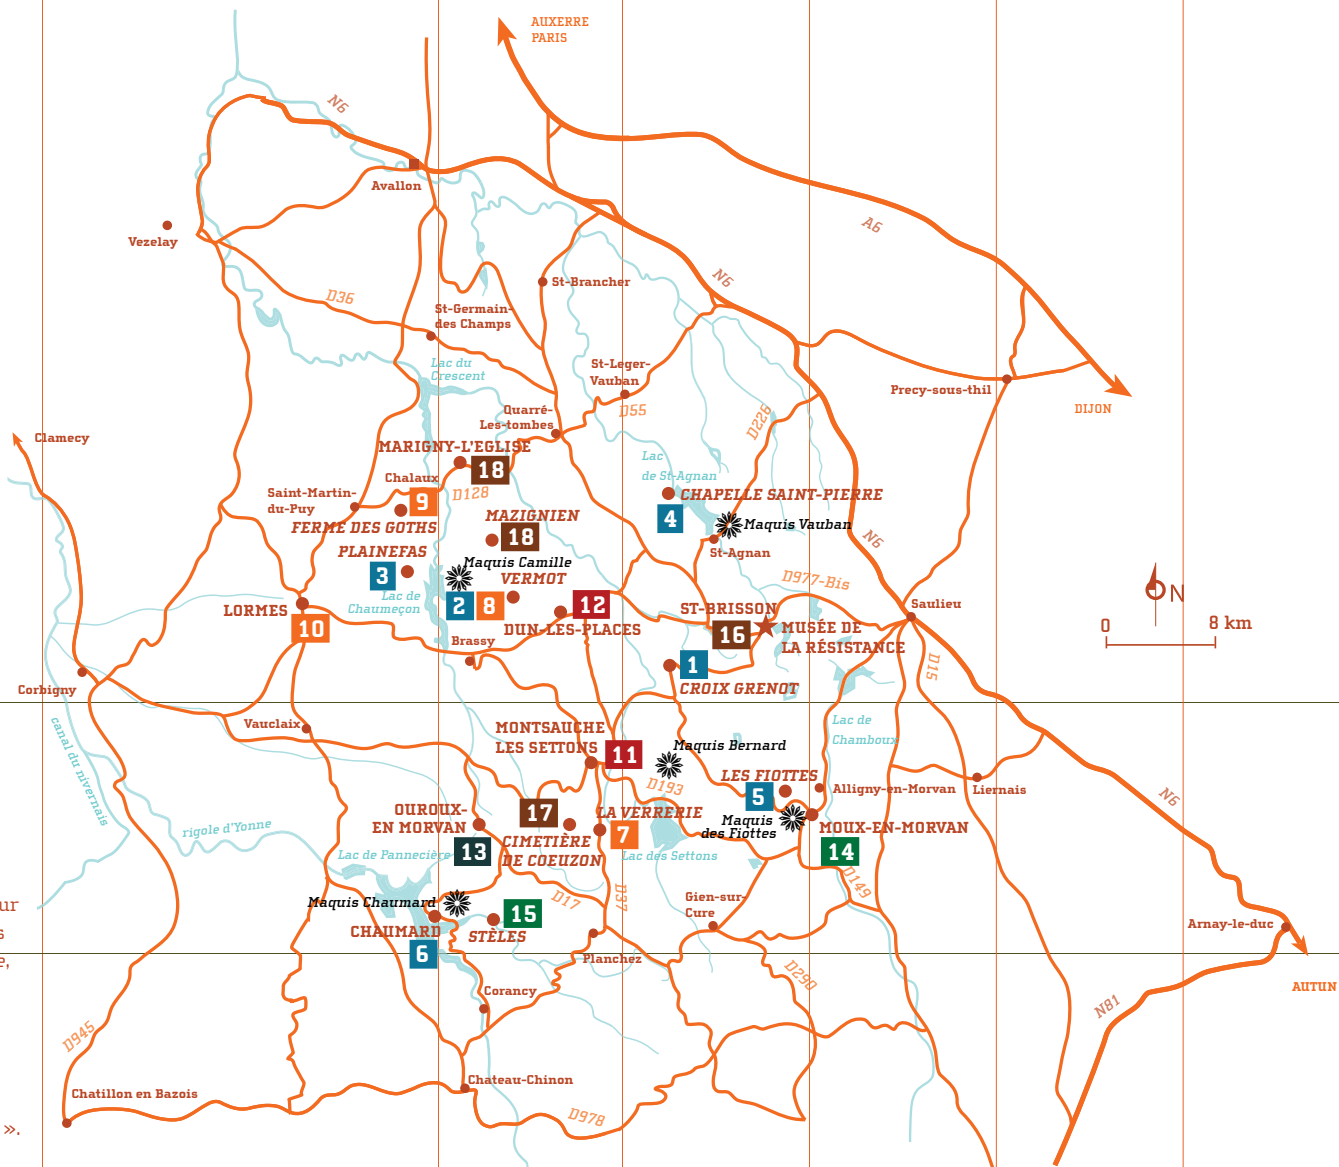 AUXERRE
PARIS
N6
Avallon
A6
Vezelay
N6
St-Brancher
D36
St-Germain-
des Champs
Lac du
Crescent
St-Leger-
Vauban
Precy-sous-thil
DIJON
Quarré-
Les-tombes
D55
D226
Clamecy
MARIGNY-L'EGLISE
18
Lac
de St-Agnan
Chalaux
D128
Saint-Martin-
du-Puy
9
CHAPELLE SAINT-PIERRE
FERME DES GOTHS
MAZIGNIEN
18
4
Maquis Vauban
St-Agnan
N6
PLAINEFAS
3
Maquis Camille
VERMOT
D977-Bis
Lac de
Chaumeçon
2
8
12
DUN-LES-PLACES
LORMES
10
ST-BRISSON
16
MUSÉE DE
LA RÉSISTANCE
Saulieu
N
0
8 km
Brassy
1
CROIX GRENOT
D15
Corbigny
canal du nivernais
Vauclaix
MONTSAUCHE
LES SETTONS
11
Maquis Bernard
Lac de
Chamboux
LES FIOTTES
5
D193
Alligny-en-Morvan
Liernais
N6
OUROUX-
EN MORVAN
13
17
CIMETIÈRE
DE COEUZON
LA VERRERIE
7
Maquis
des Fiottes
MOUX-EN-MORVAN
14
rigole d'Yonne
Lac de Pannecière
Lac des Settons
D149
Maquis Chaumard
CHAUMARD
6
15
STÈLES
D17
D37
Gien-sur-
Cure
Arnay-le-duc
ur
s
e,
Planchez
D290
AUTUN
Corancy
N81
D945
Chateau-Chinon
Chatillon en Bazois
D978
».